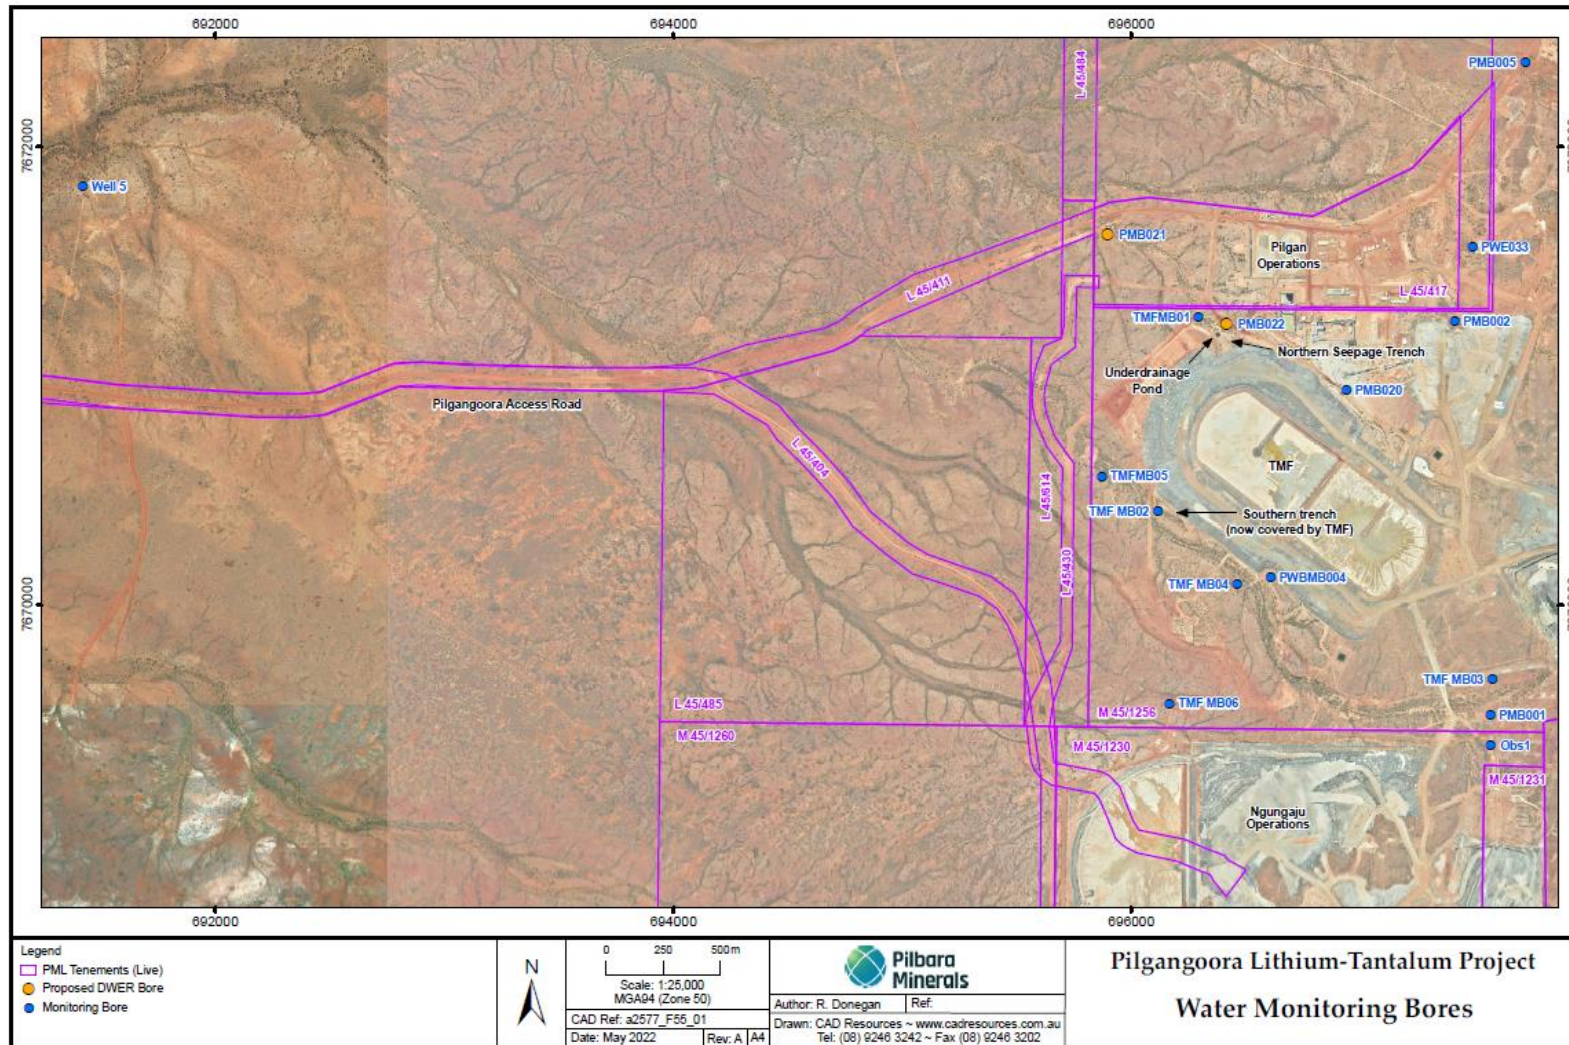 692000
694000
696000
7672000
7670000
L 45/484
PMB005
Well 5
PMB021
Pilgan
Operations
PWE033
L 45/411
L 45/417
TMFMB01
PMB022
PMB002
Northern Seepage Trench
Underdrainage
Pond
PMB020
Pilgangoora Access Road
L 45/404
TMF
TMFMB05
L 45/614
TMF MB02
Southern trench
(now covered by TMF)
L 45/430
TMF MB04
PWBMB004
TMF MB03
L 45/485
M 45/1256
TMF MB06
PMB001
M 45/1260
M 45/1230
Obs1
M 45/1231
Ngungaju
Operations
692000
694000
696000
Legend
PML Tenements (Live)
Proposed DWER Bore
Monitoring Bore
N
0 250 500m
Scale: 1:25,000
MGA94 (Zone 50)
CAD Ref: a2577_F55_01
Date: May 2022 Rev: A A4
Pilbara
Minerals
Author: R. Donegan Ref:
Drawn: CAD Resources ~ www.cadresources.com.au
Tel: (08) 9246 3242 ~ Fax (08) 9246 3202
Pilgangoora Lithium-Tantalum Project
Water Monitoring Bores